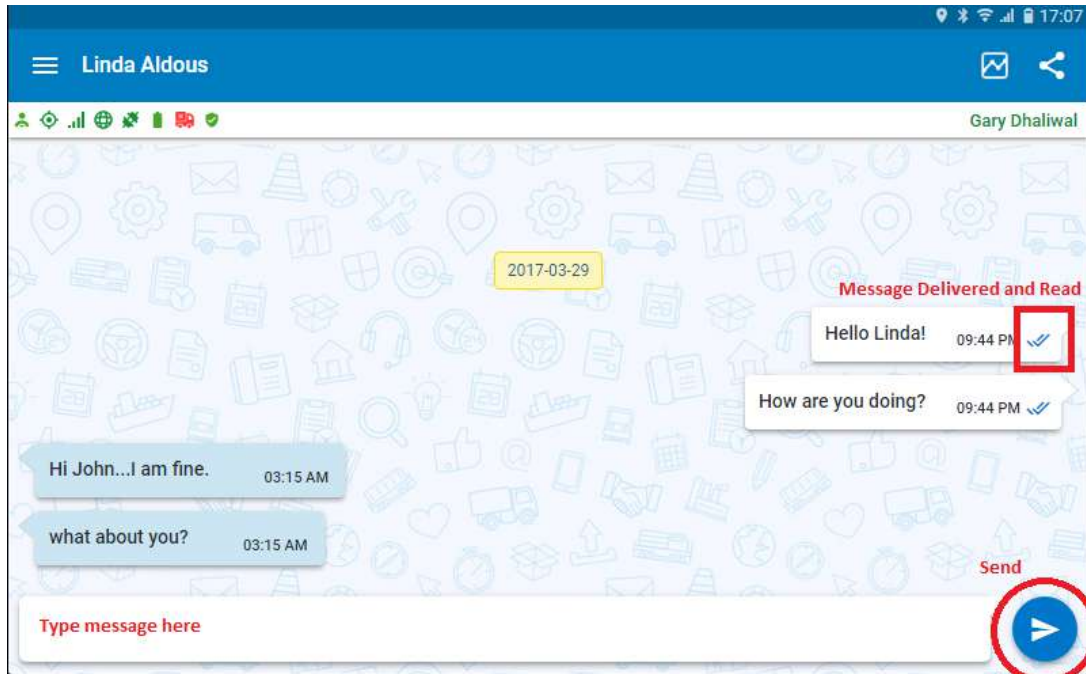 17:07
Linda Aldous
Gary Dhaliwal
2017-03-29
Message Delivered and Read
Hello Linda! 09:44 PM
How are you doing? 09:44 PM
Hi John...I am fine. 03:15 AM
what about you? 03:15 AM
Send
Type message here